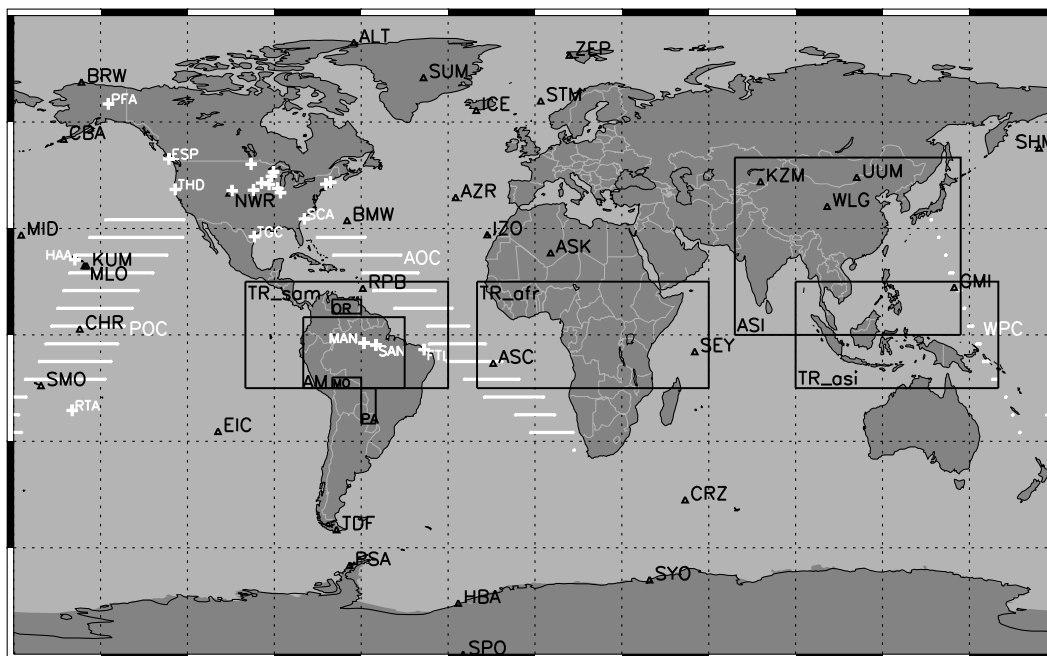 ALT
ZEP
BRW
SUM
PFA
ICE
STM
CBA
SHM
ESP
KZM
UUM
THD
NWR
AZR
WLG
SCA
BMW
MID
TGC
IZO
ASK
HAA
KUM
AOC
MLO
RPB
GMI
TR_sam
TR_afr
OR
CHR
POC
ASI
WPC
MAN
SAN
FTL
SEY
ASC
SMO
AM
MO
TR_asi
RTA
PA
EIC
CRZ
TDF
PSA
SYO
HBA
SPO